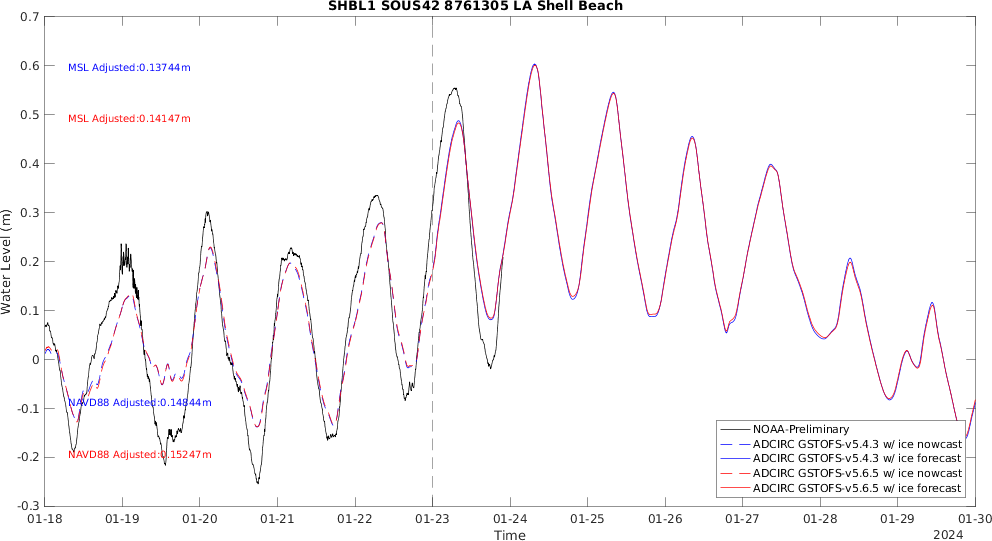 SHBL1 SOUS42 8761305 LA Shell Beach
0.7
0.6
0.5
0.4
0.3
0.2
0.1
0
-0.1
-0.2
-0.3
Water Level (m)
MSL Adjusted:0.13744m
MSL Adjusted:0.14147m
NAVD88 Adjusted:0.14844m
NAVD88 Adjusted:0.15247m
NOAA-Preliminary
ADCIRC GSTOFS-v5.4.3 w/ ice nowcast
ADCIRC GSTOFS-v5.4.3 w/ ice forecast
ADCIRC GSTOFS-v5.6.5 w/ ice nowcast
ADCIRC GSTOFS-v5.6.5 w/ ice forecast
01-18 01-19 01-20 01-21 01-22 01-23 01-24 01-25 01-26 01-27 01-28 01-29 01-30
Time
2024